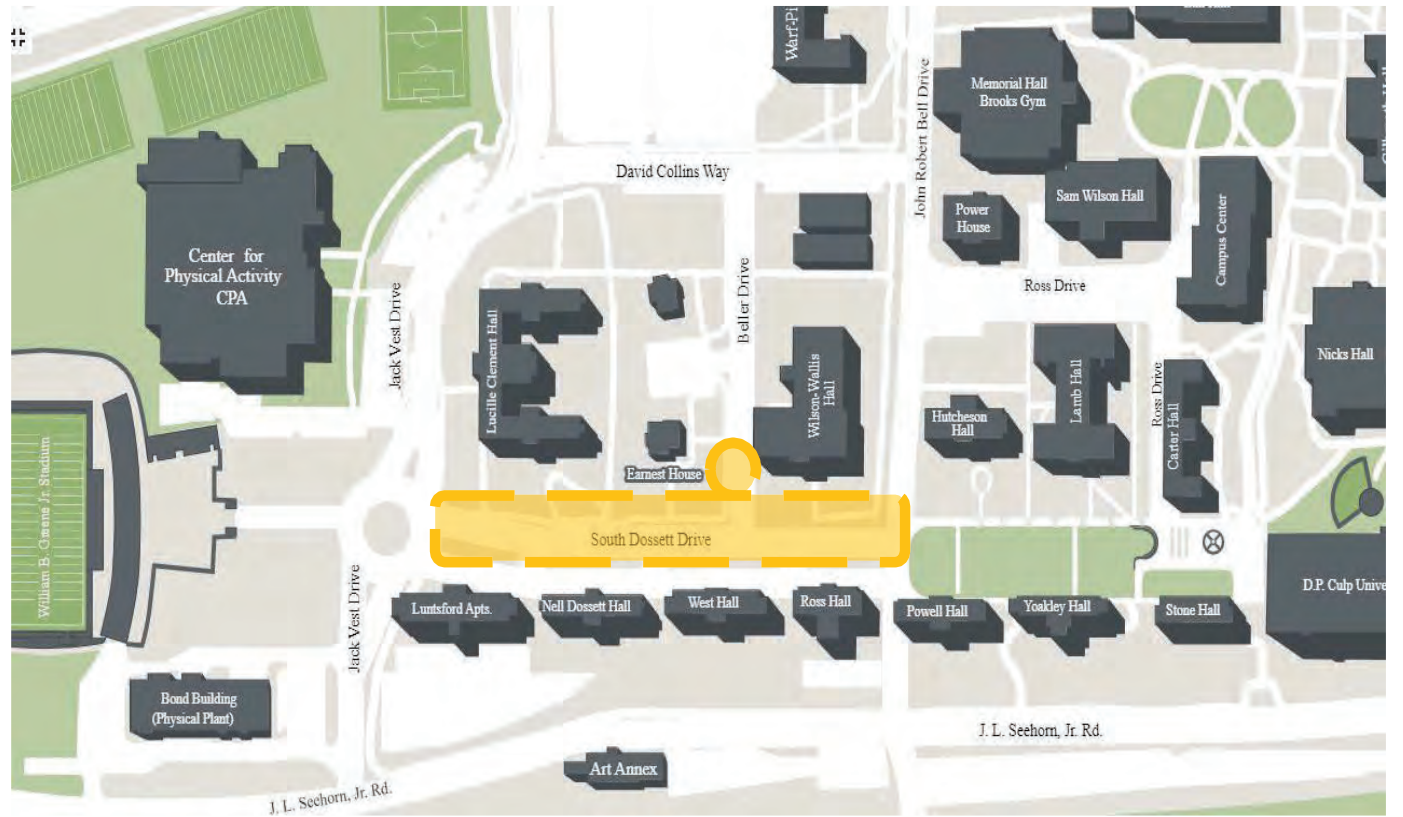 Warf-Pi
Memorial Hall
Brooks Gym
John Robert Bell Drive
David Collins Way
Sam Wilson Hall
Power
House
Campus Center
Center for
Physical Activity
CPA
Ross Drive
Jack Vest Drive
Beller Drive
Lucille Clement Hall
Wilson-Wallis
Hall
Lamb Hall
Ross Drive
Nicks Hall
Hutcheson
Hall
Carter Hall
William B. Greene Jr. Stadium
Earnest House
South Dossett Drive
D.P. Culp Unive
Jack Vest Drive
Luntsford Apts.
Nell Dossett Hall
West Hall
Ross Hall
Powell Hall
Yoakley Hall
Stone Hall
Bond Building
(Physical Plant)
J. L. Seehorn, Jr. Rd.
Art Annex
J. L. Seehorn, Jr. Rd.